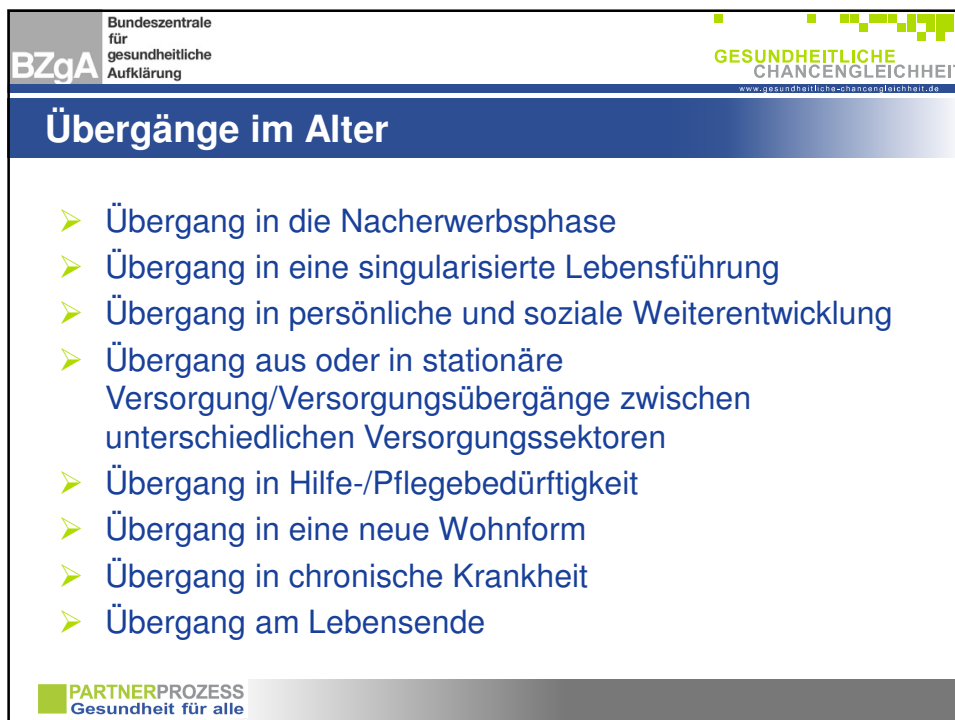 BZgA
Bundeszentrale
für
gesundheitliche
Aufklärung
GESUNDHEITLICHE
CHANCENGLEICHHEIT
www.gesundheitliche-chancengleichheit.de
Übergänge im Alter
➢ Übergang in die Nacherwerbsphase
➢ Übergang in eine singularisierte Lebensführung
➢ Übergang in persönliche und soziale Weiterentwicklung
➢ Übergang aus oder in stationäre
Versorgung/Versorgungsübergänge zwischen
unterschiedlichen Versorgungssektoren
➢ Übergang in Hilfe-/Pflegebedürftigkeit
➢ Übergang in eine neue Wohnform
➢ Übergang in chronische Krankheit
➢ Übergang am Lebensende
PARTNERPROZESS
Gesundheit für alle